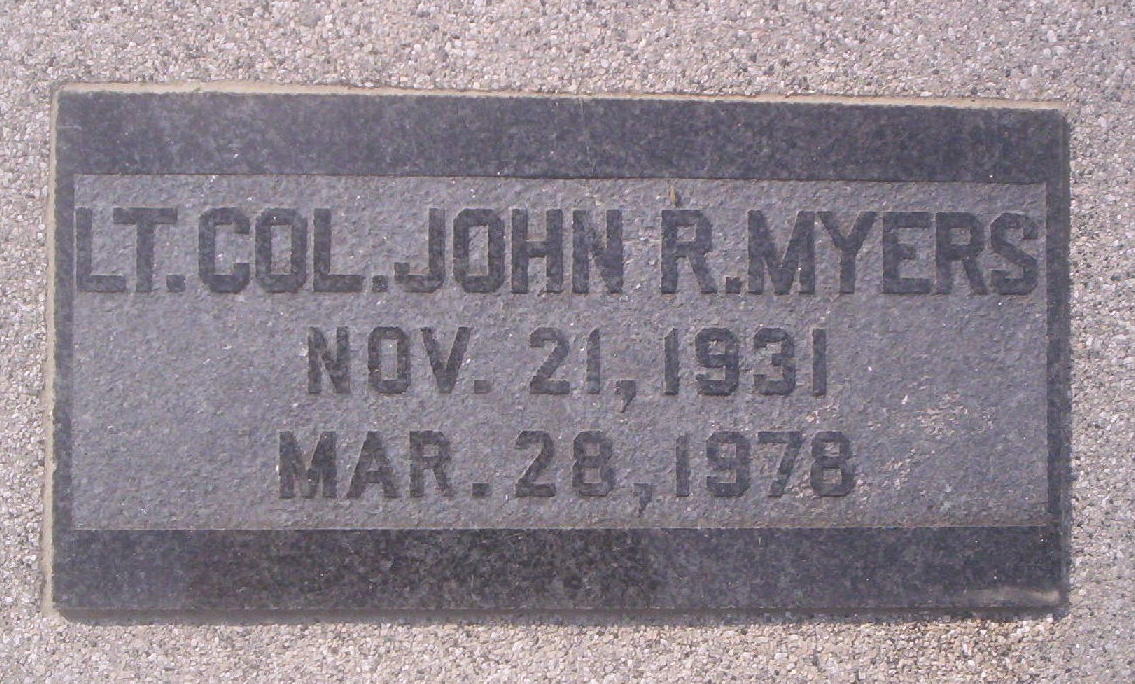 LT. COL. JOHN R. MYERS
NOV. 21, 1931
MAR. 28, 1978